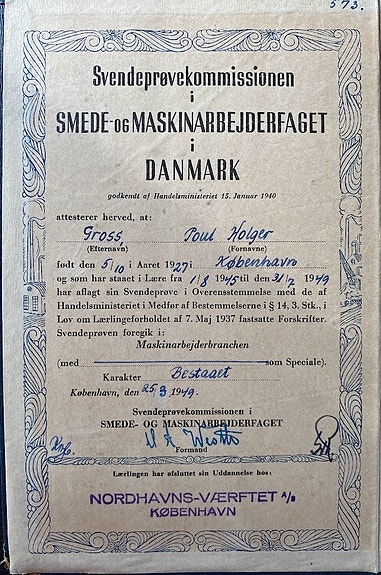 573.
Svendeprøvekommissionen
i
SMEDE- OG MASKINARBEJDERFAGET
i
DANMARK
godkendt af Handelsministeriet 15. Januar 1940
attesterer herved, at:
Gross, Poul Holger
(Efternavn) (Fornavne)
født den 5/10 i Aaret 1927 i København
og som har staaet i Lære fra 1/8 1945 til den 31/7 1949
har aflagt sin Svendeprøve i Overensstemmelse med de af
Handelsministeriet i Medfør af Bestemmelserne i § 14, 3. Stk., i
Lov om Lærlingeforholdet af 7. Maj 1937 fastsatte Forskrifter.
Svendeprøven foregik i:
Maskinarbejderbranchen
(med som Speciale).
Karakter Bestaaet
København, den 25/3 1949.
Svendeprøvekommissionen i
SMEDE- OG MASKINARBEJDERFAGET
Formand
Lærlingen har afsluttet sin Uddannelse hos:
NORDHAVNS-VÆRFTET A/S
KØBENHAVN